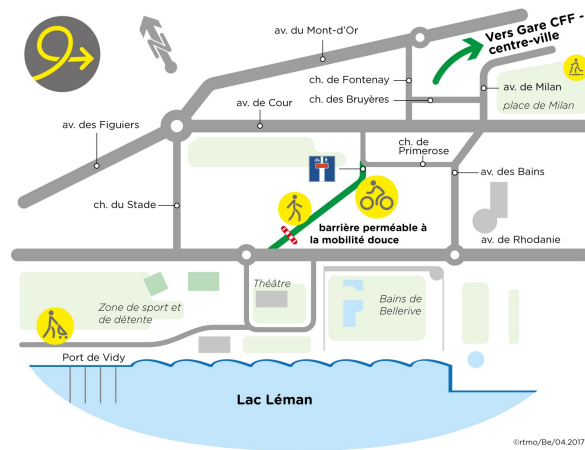 av. du Mont-d'Or
Vers Gare CFF -
centre-ville
ch. de Fontenay
av. de Milan
ch. des Bruyères
place de Milan
av. de Cour
av. des Figuiers
ch. de
Primerose
av. des Bains
ch. du Stade
barrière perméable à
la mobilité douce
av. de Rhodanie
Théâtre
Zone de sport et
de détente
Bains de
Bellerive
Port de Vidy
Lac Léman
©rtmo/Be/04.2017